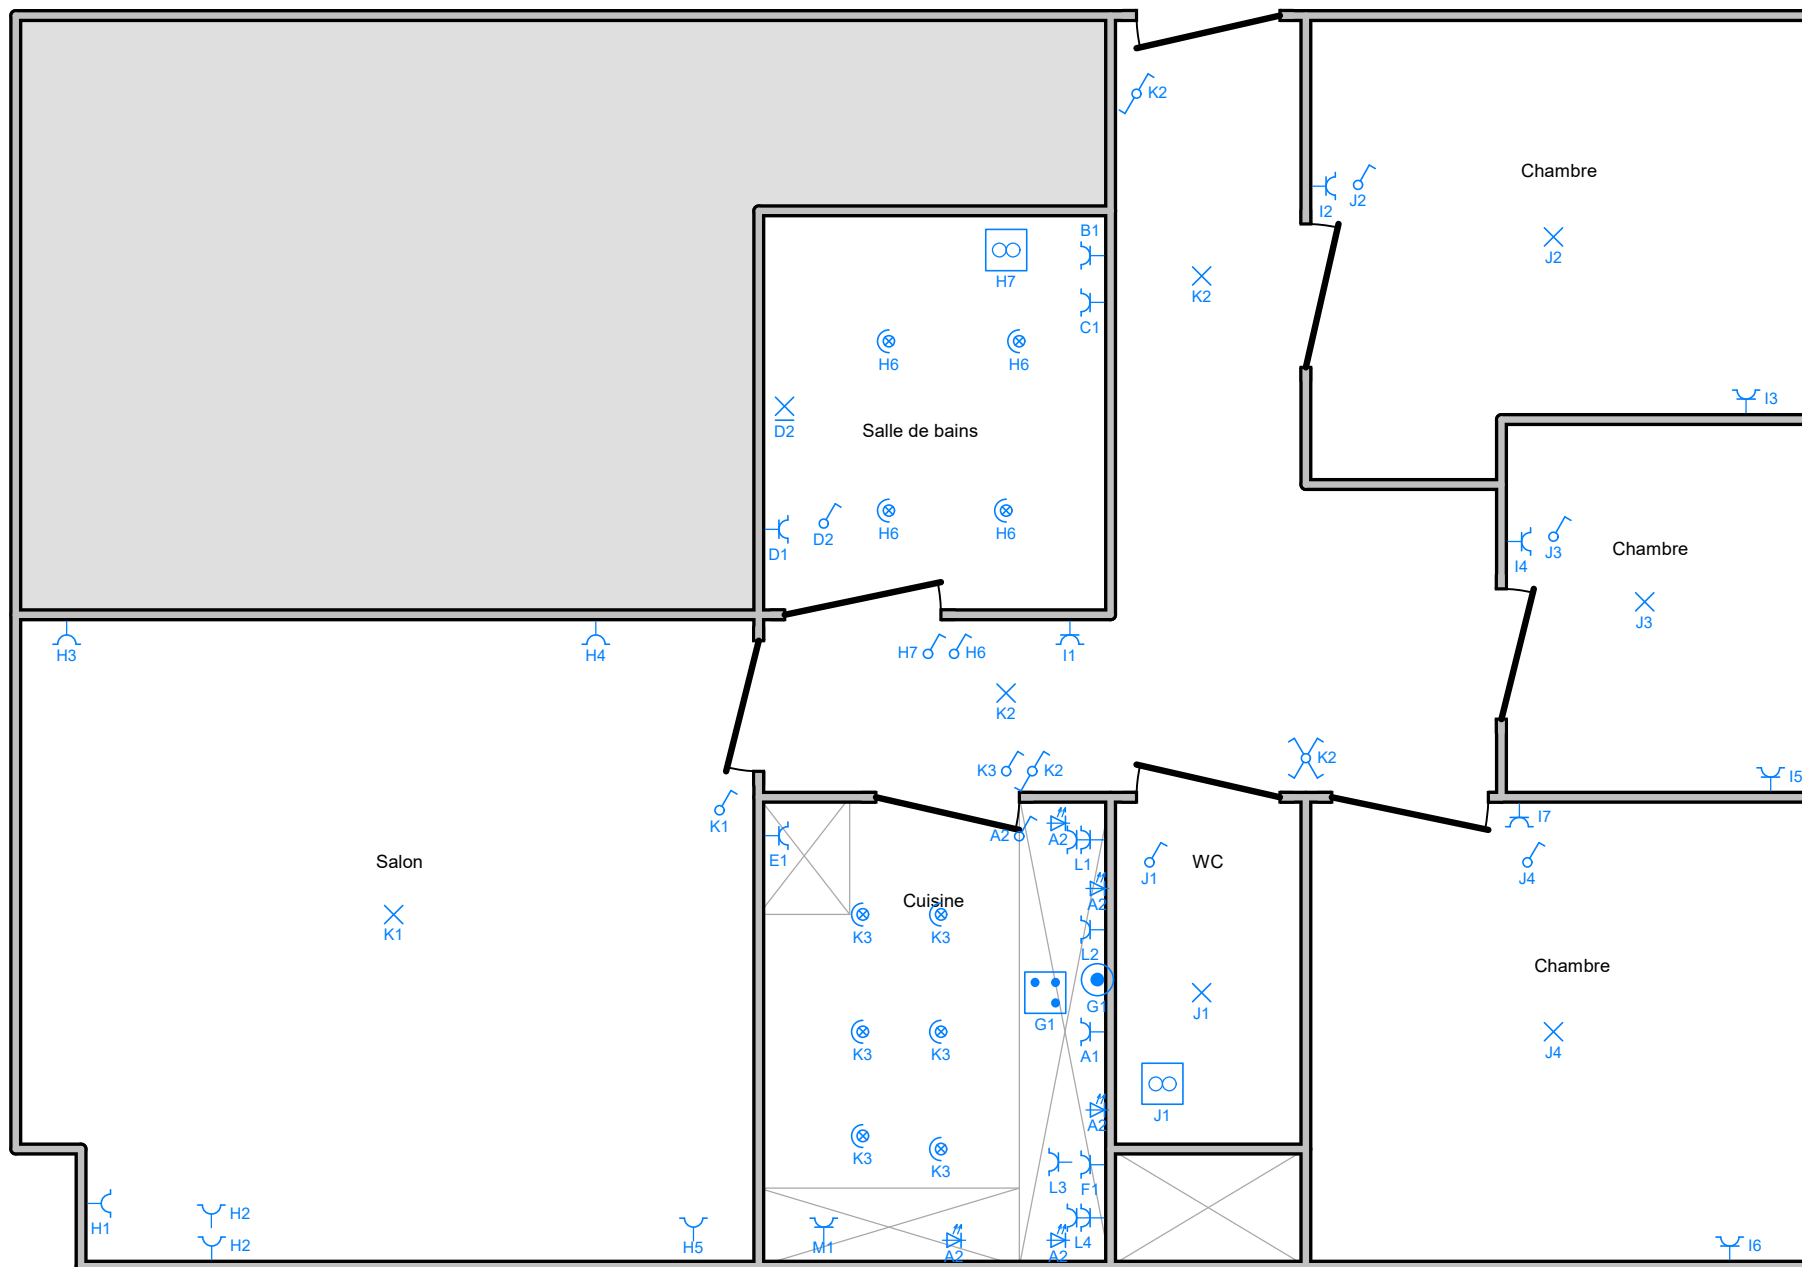 K2
Chambre
I2
J2
B1
J2
H7
K2
C1
H6
H6
I3
D2
Salle de bains
D1
D2
H6
H6
Chambre
I4
J3
J3
H3
H4
H7
H6
I1
K2
K2
K3
K2
I5
K1
I7
A2
A2
E1
L1
Salon
WC
J1
J4
Cuisine
A2
K1
K3
K3
L2
Chambre
G1
G1
J1
K3
K3
A1
J4
J1
A2
K3
K3
L3
F1
H1
H2
H2
H5
M1
A2
A2
L4
I6